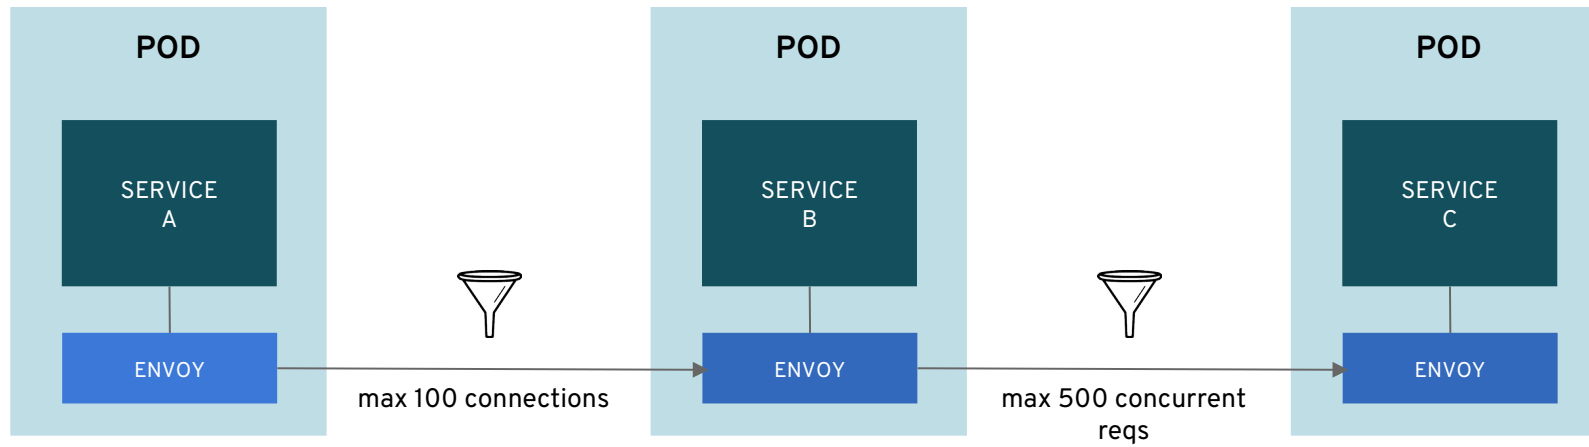 POD
SERVICE
A
ENVOY
max 100 connections
POD
SERVICE
B
ENVOY
max 500 concurrent
reqs
POD
SERVICE
C
ENVOY